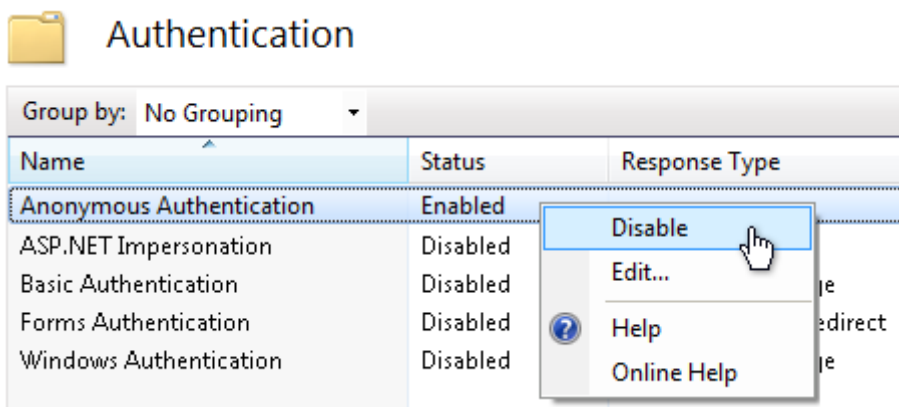 Authentication
Group by: No Grouping
Name Status Response Type
Anonymous Authentication Enabled
Disable
ASP.NET Impersonation Disabled
Edit...
Basic Authentication Disabled
Forms Authentication Disabled
Help
Windows Authentication Disabled
Online Help